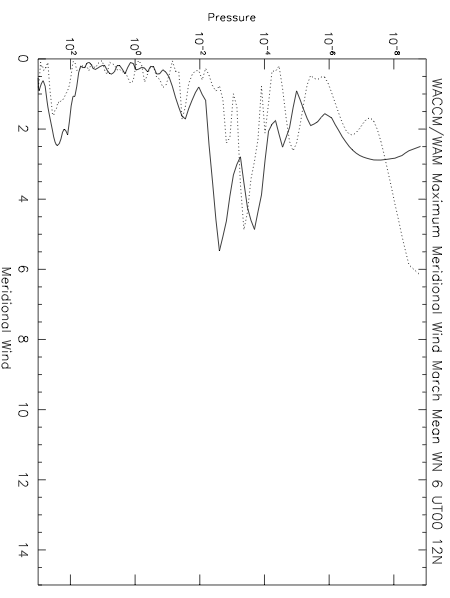 WACCM/WAM Maximum Meridional Wind March Mean WN 6 UT00 12N
Pressure
10⁻⁸
10⁻⁶
10⁻⁴
10⁻²
10⁰
10²
0 2 4 6 8 10 12 14
Meridional Wind